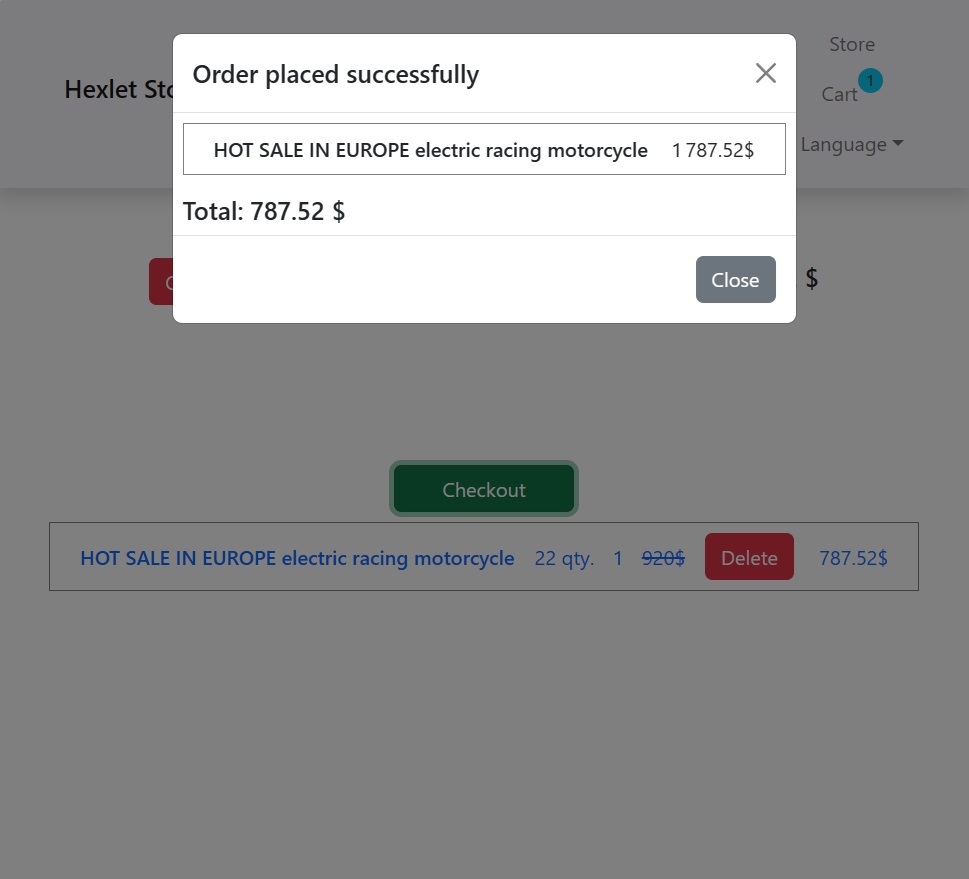 Order placed successfully
HOT SALE IN EUROPE electric racing motorcycle 1 787.52$
Total: 787.52 $
Close
Hexlet
Store
Cart 1
Language
$
Checkout
HOT SALE IN EUROPE electric racing motorcycle 22 qty. 1 920$ Delete 787.52$